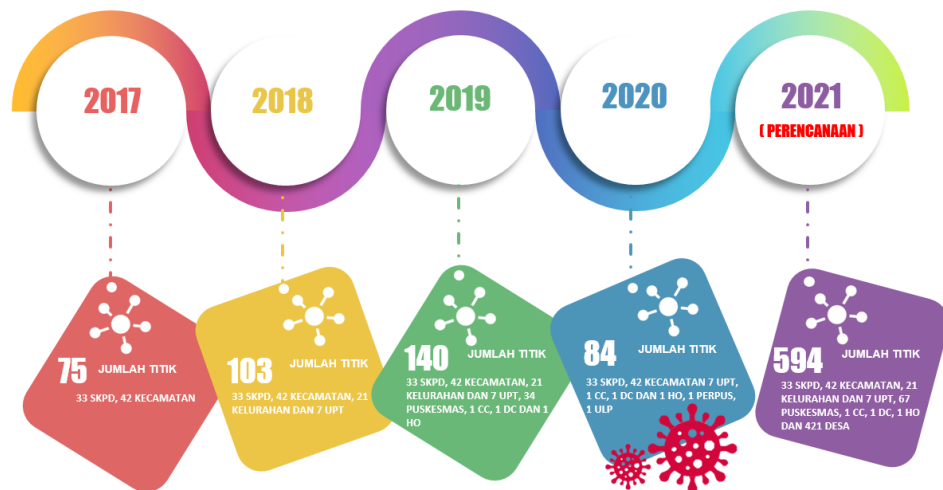 2017
2018
2019
2020
2021
( PERENCANAAN )
75 JUMLAH TITIK
33 SKPD, 42 KECAMATAN
103 JUMLAH TITIK
33 SKPD, 42 KECAMATAN, 21
KELURAHAN DAN 7 UPT
140 JUMLAH TITIK
33 SKPD, 42 KECAMATAN, 21
KELURAHAN DAN 7 UPT, 34
PUSKESMAS, 1 CC, 1 DC DAN 1
HO
84 JUMLAH TITIK
33 SKPD, 42 KECAMATAN 7 UPT,
1 CC, 1 DC DAN 1 HO, 1 PERPUS,
1 ULP
594 JUMLAH TITIK
33 SKPD, 42 KECAMATAN, 21
KELURAHAN DAN 7 UPT, 67
PUSKESMAS, 1 CC, 1 DC, 1 HO
DAN 421 DESA